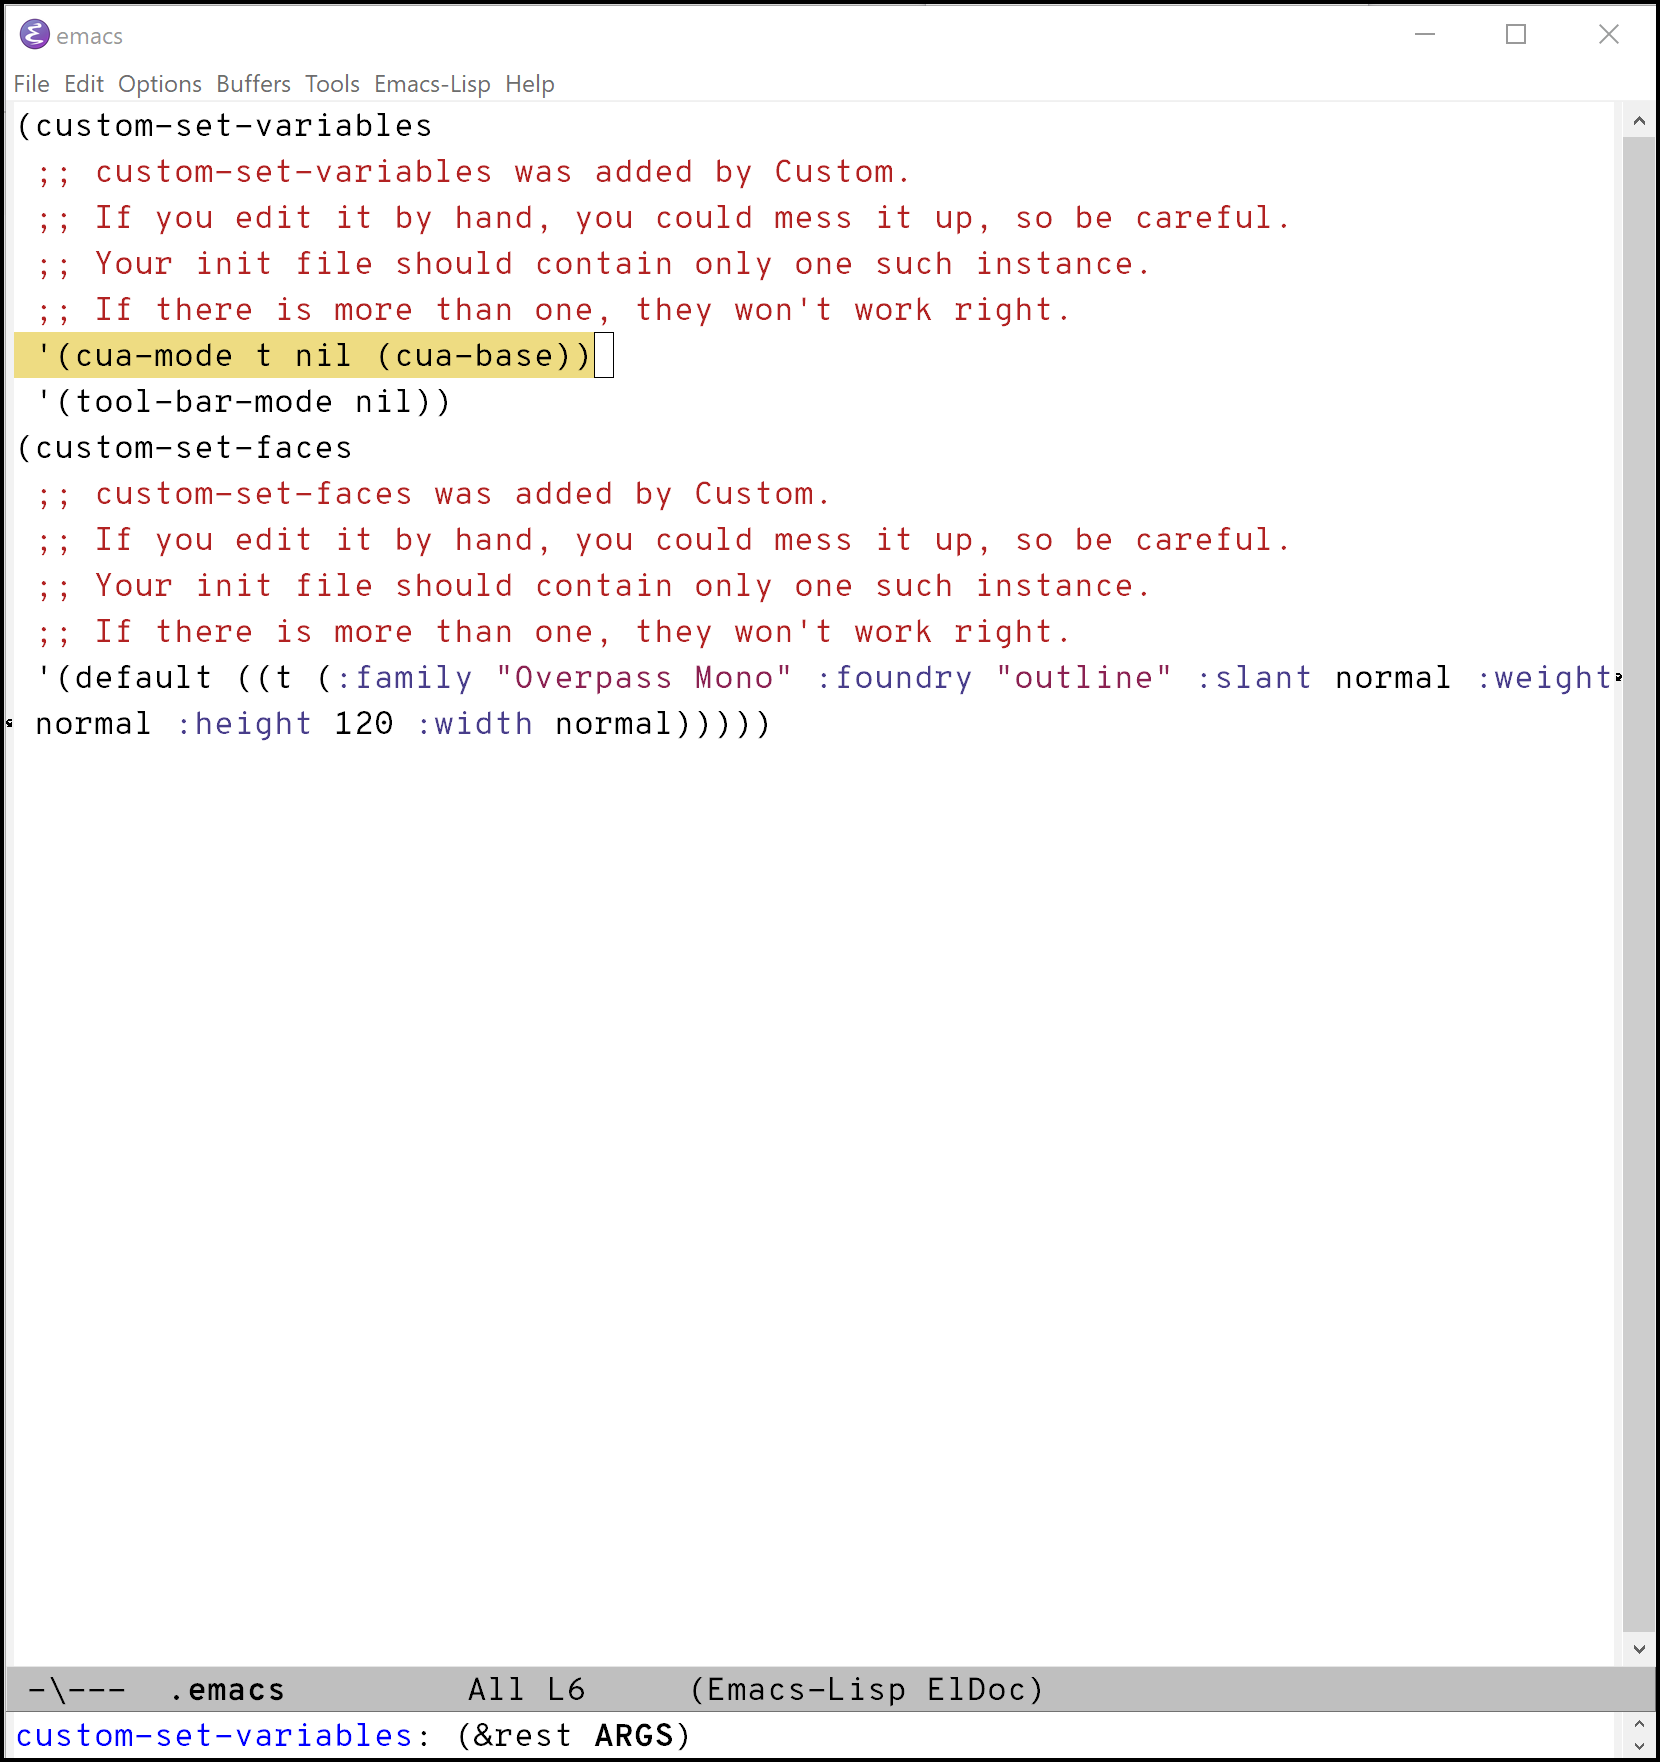 emacs
File Edit Options Buffers Tools Emacs-Lisp Help
(custom-set-variables
 ;; custom-set-variables was added by Custom.
 ;; If you edit it by hand, you could mess it up, so be careful.
 ;; Your init file should contain only one such instance.
 ;; If there is more than one, they won't work right.
 '(cua-mode t nil (cua-base))
 '(tool-bar-mode nil))
(custom-set-faces
 ;; custom-set-faces was added by Custom.
 ;; If you edit it by hand, you could mess it up, so be careful.
 ;; Your init file should contain only one such instance.
 ;; If there is more than one, they won't work right.
 '(default ((t (:family "Overpass Mono" :foundry "outline" :slant normal :weight
 normal :height 120 :width normal)))))
-\--- .emacs All L6 (Emacs-Lisp ElDoc)
custom-set-variables: (&rest ARGS)